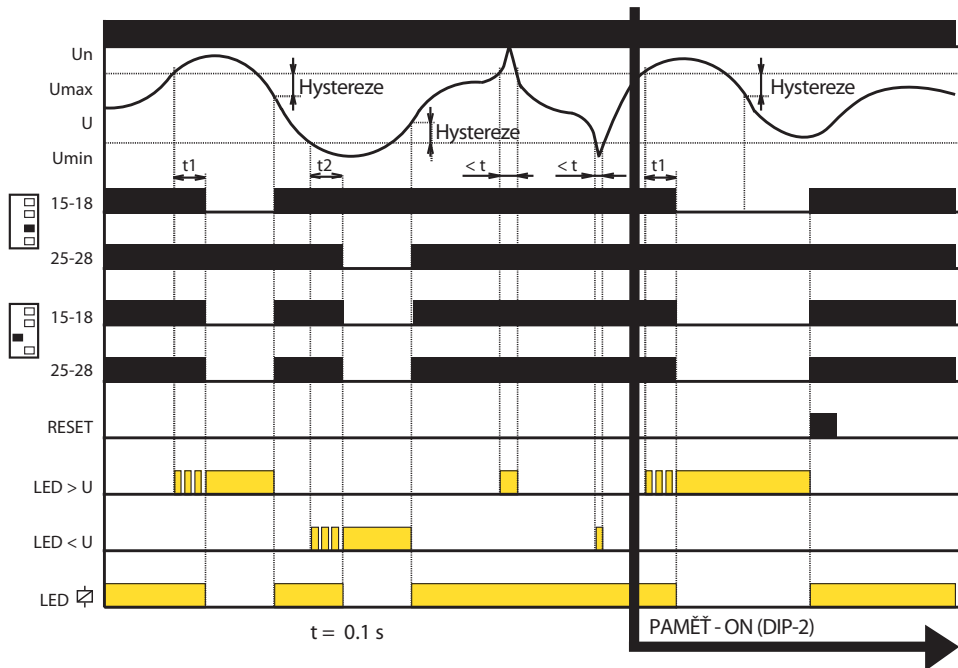 Un
Umax
Hystereze
Hystereze
U
Hystereze
Umin
t1
t2
< t
< t
t1
15-18
25-28
15-18
25-28
RESET
LED > U
LED < U
LED
t = 0.1 s
PAMĚŤ - ON (DIP-2)